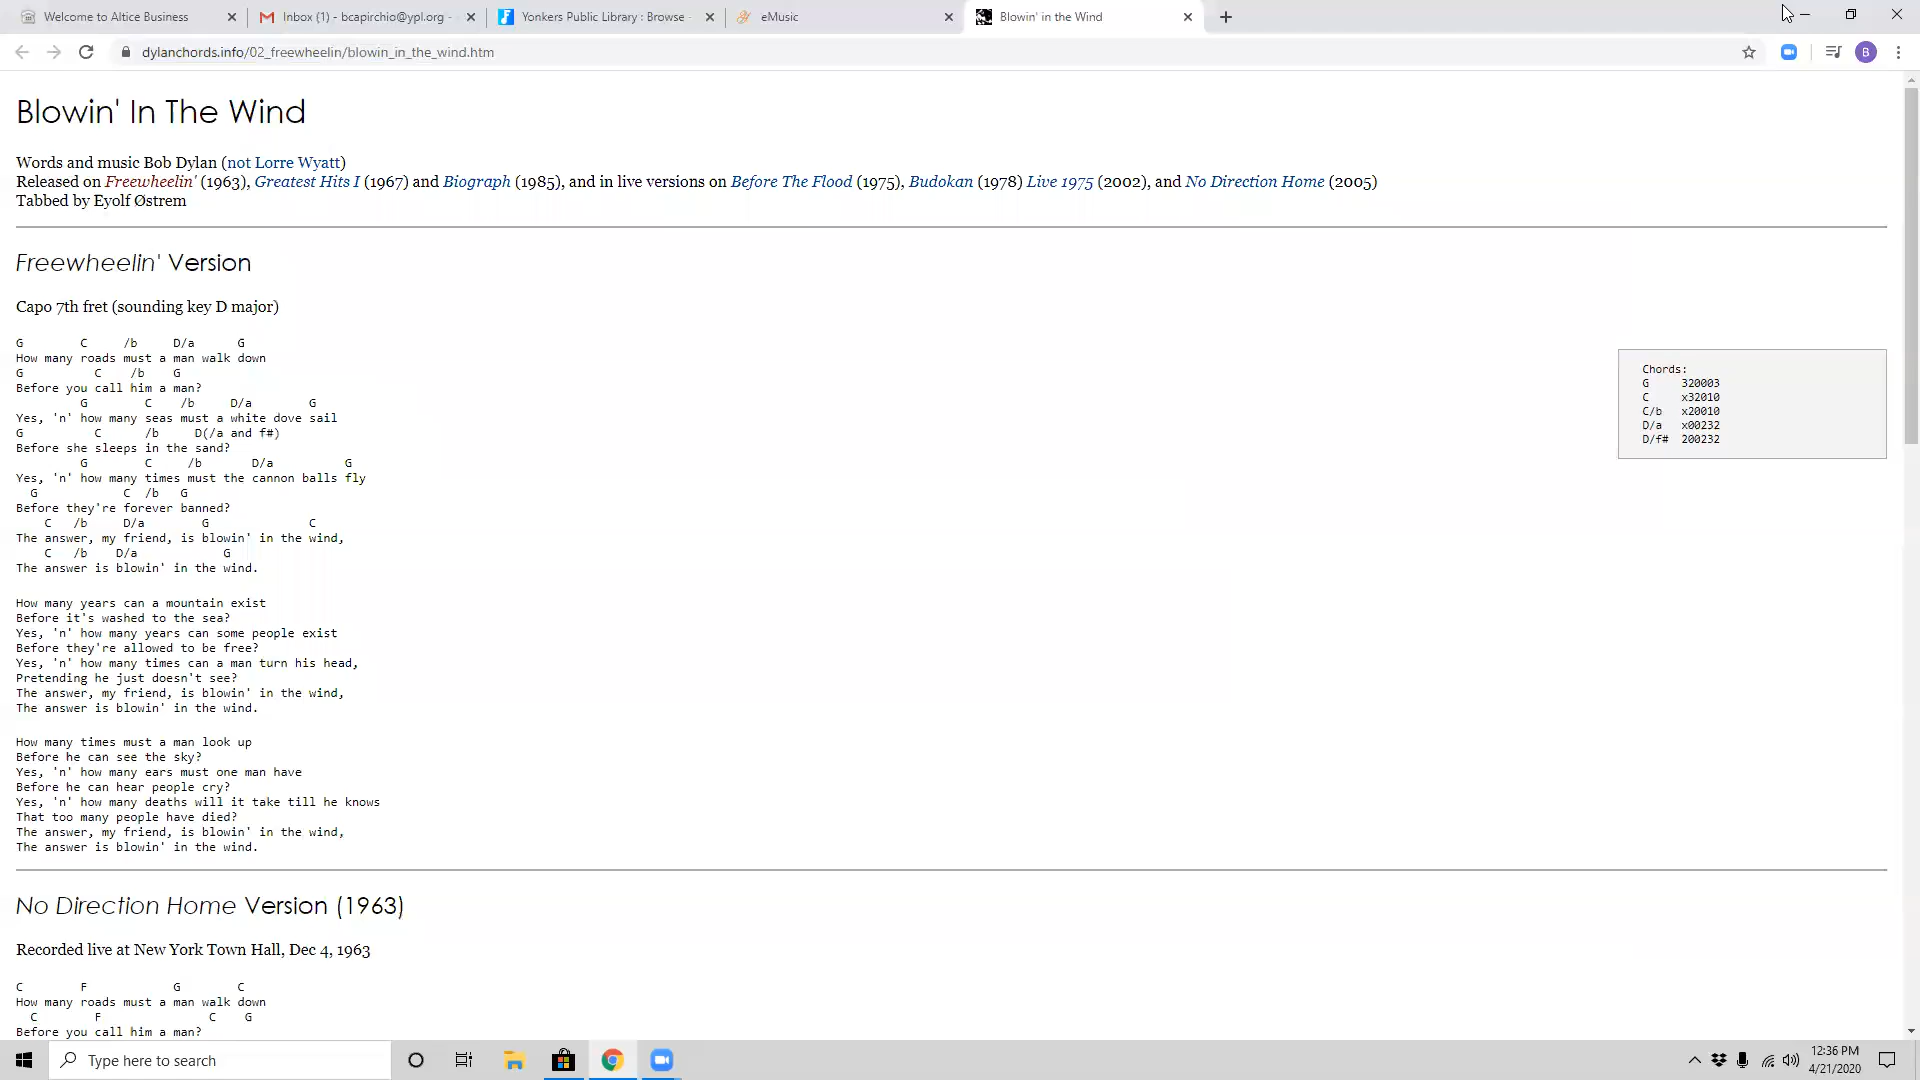 Welcome to Altice Business
Inbox (1) - bcapirchio@ypl.org -
Yonkers Public Library : Browse
eMusic
Blowin' in the Wind
dylanchords.info/02_freewheelin/blowin_in_the_wind.htm
B
Blowin' In The Wind
Words and music Bob Dylan (not Lorre Wyatt)
Released on Freewheelin' (1963), Greatest Hits I (1967) and Biograph (1985), and in live versions on Before The Flood (1975), Budokan (1978) Live 1975 (2002), and No Direction Home (2005)
Tabbed by Eyolf Østrem
Freewheelin' Version
Capo 7th fret (sounding key D major)
G        C     /b     D/a      G
How many roads must a man walk down
G          C    /b    G
Before you call him a man?
         G        C    /b     D/a        G
Yes, 'n' how many seas must a white dove sail
G          C      /b     D(/a and f#)
Before she sleeps in the sand?
         G        C     /b       D/a          G
Yes, 'n' how many times must the cannon balls fly
  G            C  /b   G
Before they're forever banned?
    C   /b     D/a        G              C
The answer, my friend, is blowin' in the wind,
    C   /b    D/a            G
The answer is blowin' in the wind.
How many years can a mountain exist
Before it's washed to the sea?
Yes, 'n' how many years can some people exist
Before they're allowed to be free?
Yes, 'n' how many times can a man turn his head,
Pretending he just doesn't see?
The answer, my friend, is blowin' in the wind,
The answer is blowin' in the wind.
How many times must a man look up
Before he can see the sky?
Yes, 'n' how many ears must one man have
Before he can hear people cry?
Yes, 'n' how many deaths will it take till he knows
That too many people have died?
The answer, my friend, is blowin' in the wind,
The answer is blowin' in the wind.
Chords:
G     320003
C     x32010
C/b   x20010
D/a   x00232
D/f#  200232
No Direction Home Version (1963)
Recorded live at New York Town Hall, Dec 4, 1963
C        F            G        C
How many roads must a man walk down
  C        F               C    G
Before you call him a man?
Type here to search
12:36 PM
4/21/2020